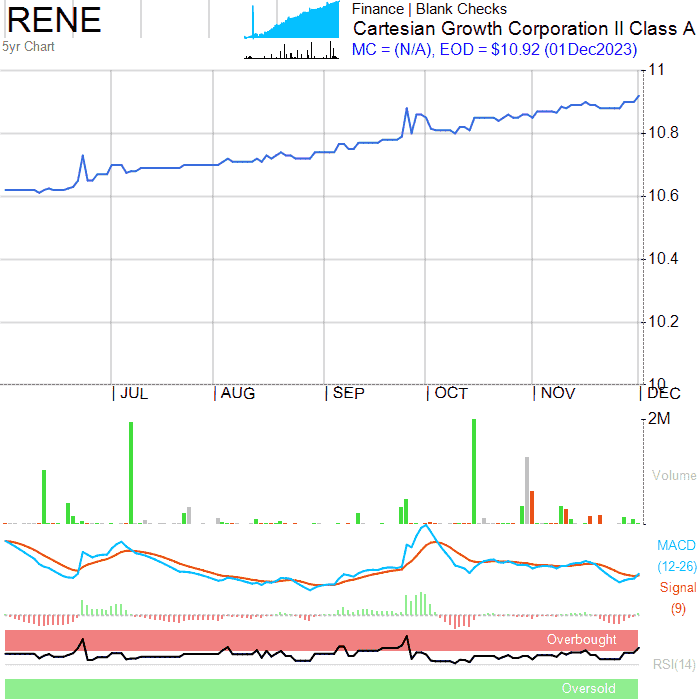 RENE
5yr Chart
Finance | Blank Checks
Cartesian Growth Corporation II Class A
MC = (N/A), EOD = $10.92 (01Dec2023)
11
10.8
10.6
10.4
10.2
10
JUL
AUG
SEP
OCT
NOV
DEC
2M
Volume
MACD
(12-26)
Signal
(9)
Overbought
RSI(14)
Oversold